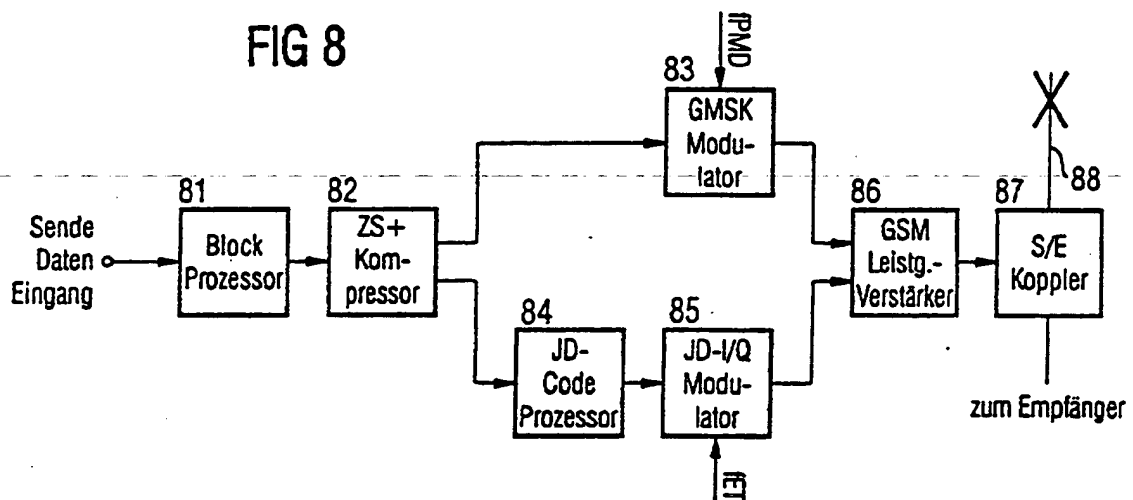 FIG 8
Sende
Daten
Eingang
81
Block
Prozessor
82
ZS+
Kom-
pressor
fPMD
83
GMSK
Modu-
lator
84
JD-
Code
Prozessor
85
JD-I/Q
Modu-
lator
fET
86
GSM
Leistg.-
Verstärker
87
S/E
Koppler
88
zum Empfänger